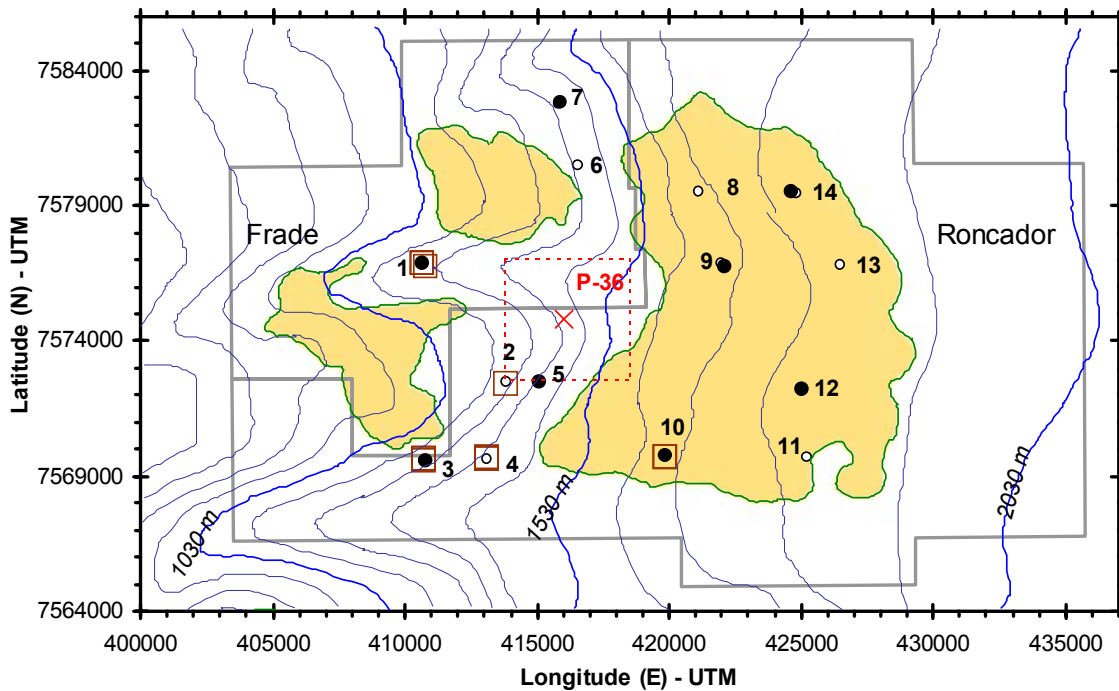 7584000
7
6
7579000
8
14
Frade
Roncador
1
9
13
P-36
7574000
2
5
12
10
11
3
4
7569000
1030 m
1530 m
2030 m
7564000
400000 405000 410000 415000 420000 425000 430000 435000
Latitude (N) - UTM
Longitude (E) - UTM